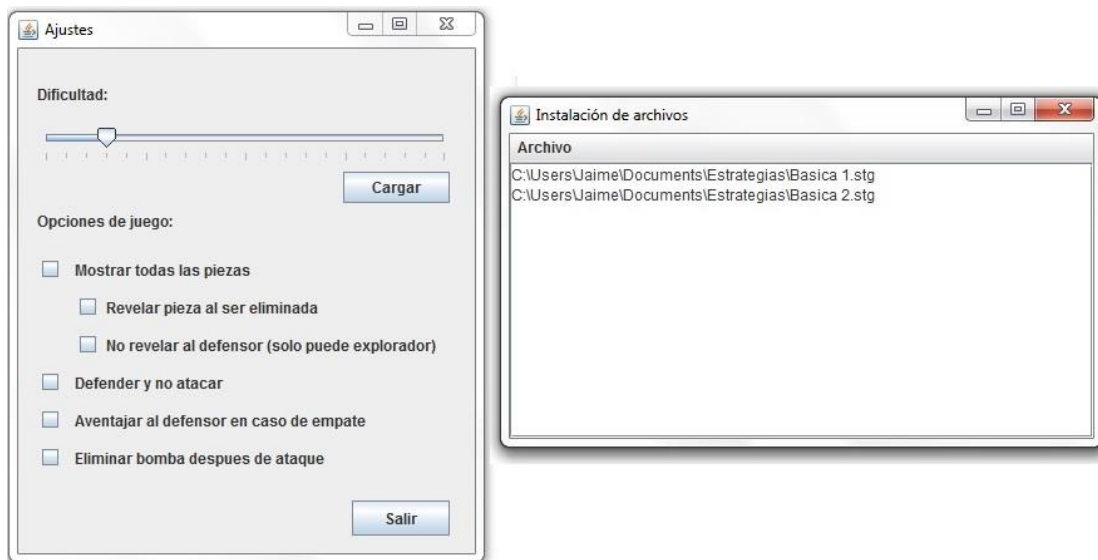 Ajustes
Dificultad:
Cargar
Opciones de juego:
Mostrar todas las piezas
Revelar pieza al ser eliminada
No revelar al defensor (solo puede explorador)
Defender y no atacar
Aventajar al defensor en caso de empate
Eliminar bomba despues de ataque
Salir
Instalación de archivos
Archivo
C:\Users\Jaime\Documents\Estrategias\Basica 1.stg
C:\Users\Jaime\Documents\Estrategias\Basica 2.stg